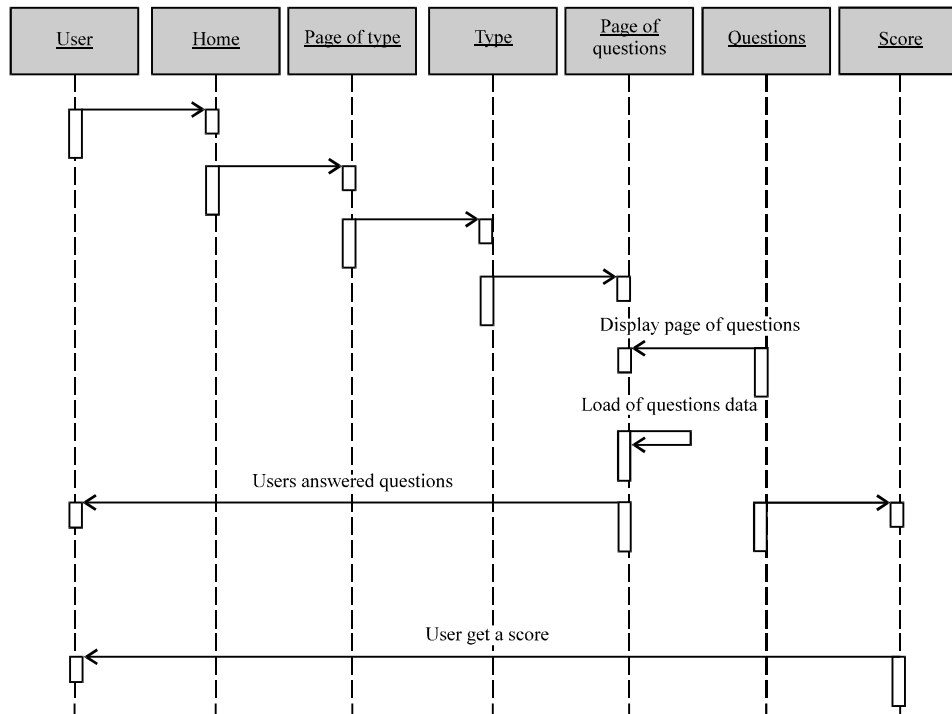 User
Home
Page of type
Type
Page of
questions
Questions
Score
Display page of questions
Load of questions data
Users answered questions
User get a score